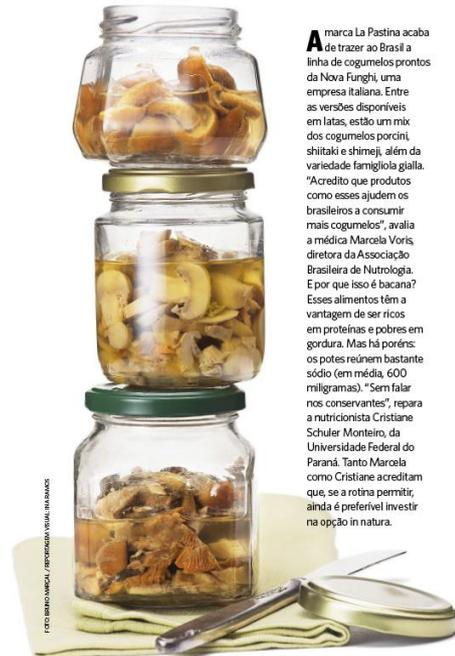 A marca La Pastina acaba
de trazer ao Brasil a
linha de cogumelos prontos
da Nova Funghi, uma
empresa italiana. Entre
as versões disponíveis
em latas, estão um mix
dos cogumelos porcini,
shiitaki e shimeji, além da
variedade famigliola gialla.
“Acredito que produtos
como esses ajudem os
brasileiros a consumir
mais cogumelos”, avalia
a médica Marcela Voris,
diretora da Associação
Brasileira de Nutrologia.
E por que isso é bacana?
Esses alimentos têm a
vantagem de ser ricos
em proteínas e pobres em
gordura. Mas há poréns:
os potes reúnem bastante
sódio (em média, 600
miligramas). “Sem falar
nos conservantes”, repara
a nutricionista Cristiane
Schuler Monteiro, da
Universidade Federal do
Paraná. Tanto Marcela
como Cristiane acreditam
que, se a rotina permitir,
ainda é preferível investir
na opção in natura.
FOTO: BRUNO MARÇAL / REPORTAGEM VISUAL: INA RAMOS